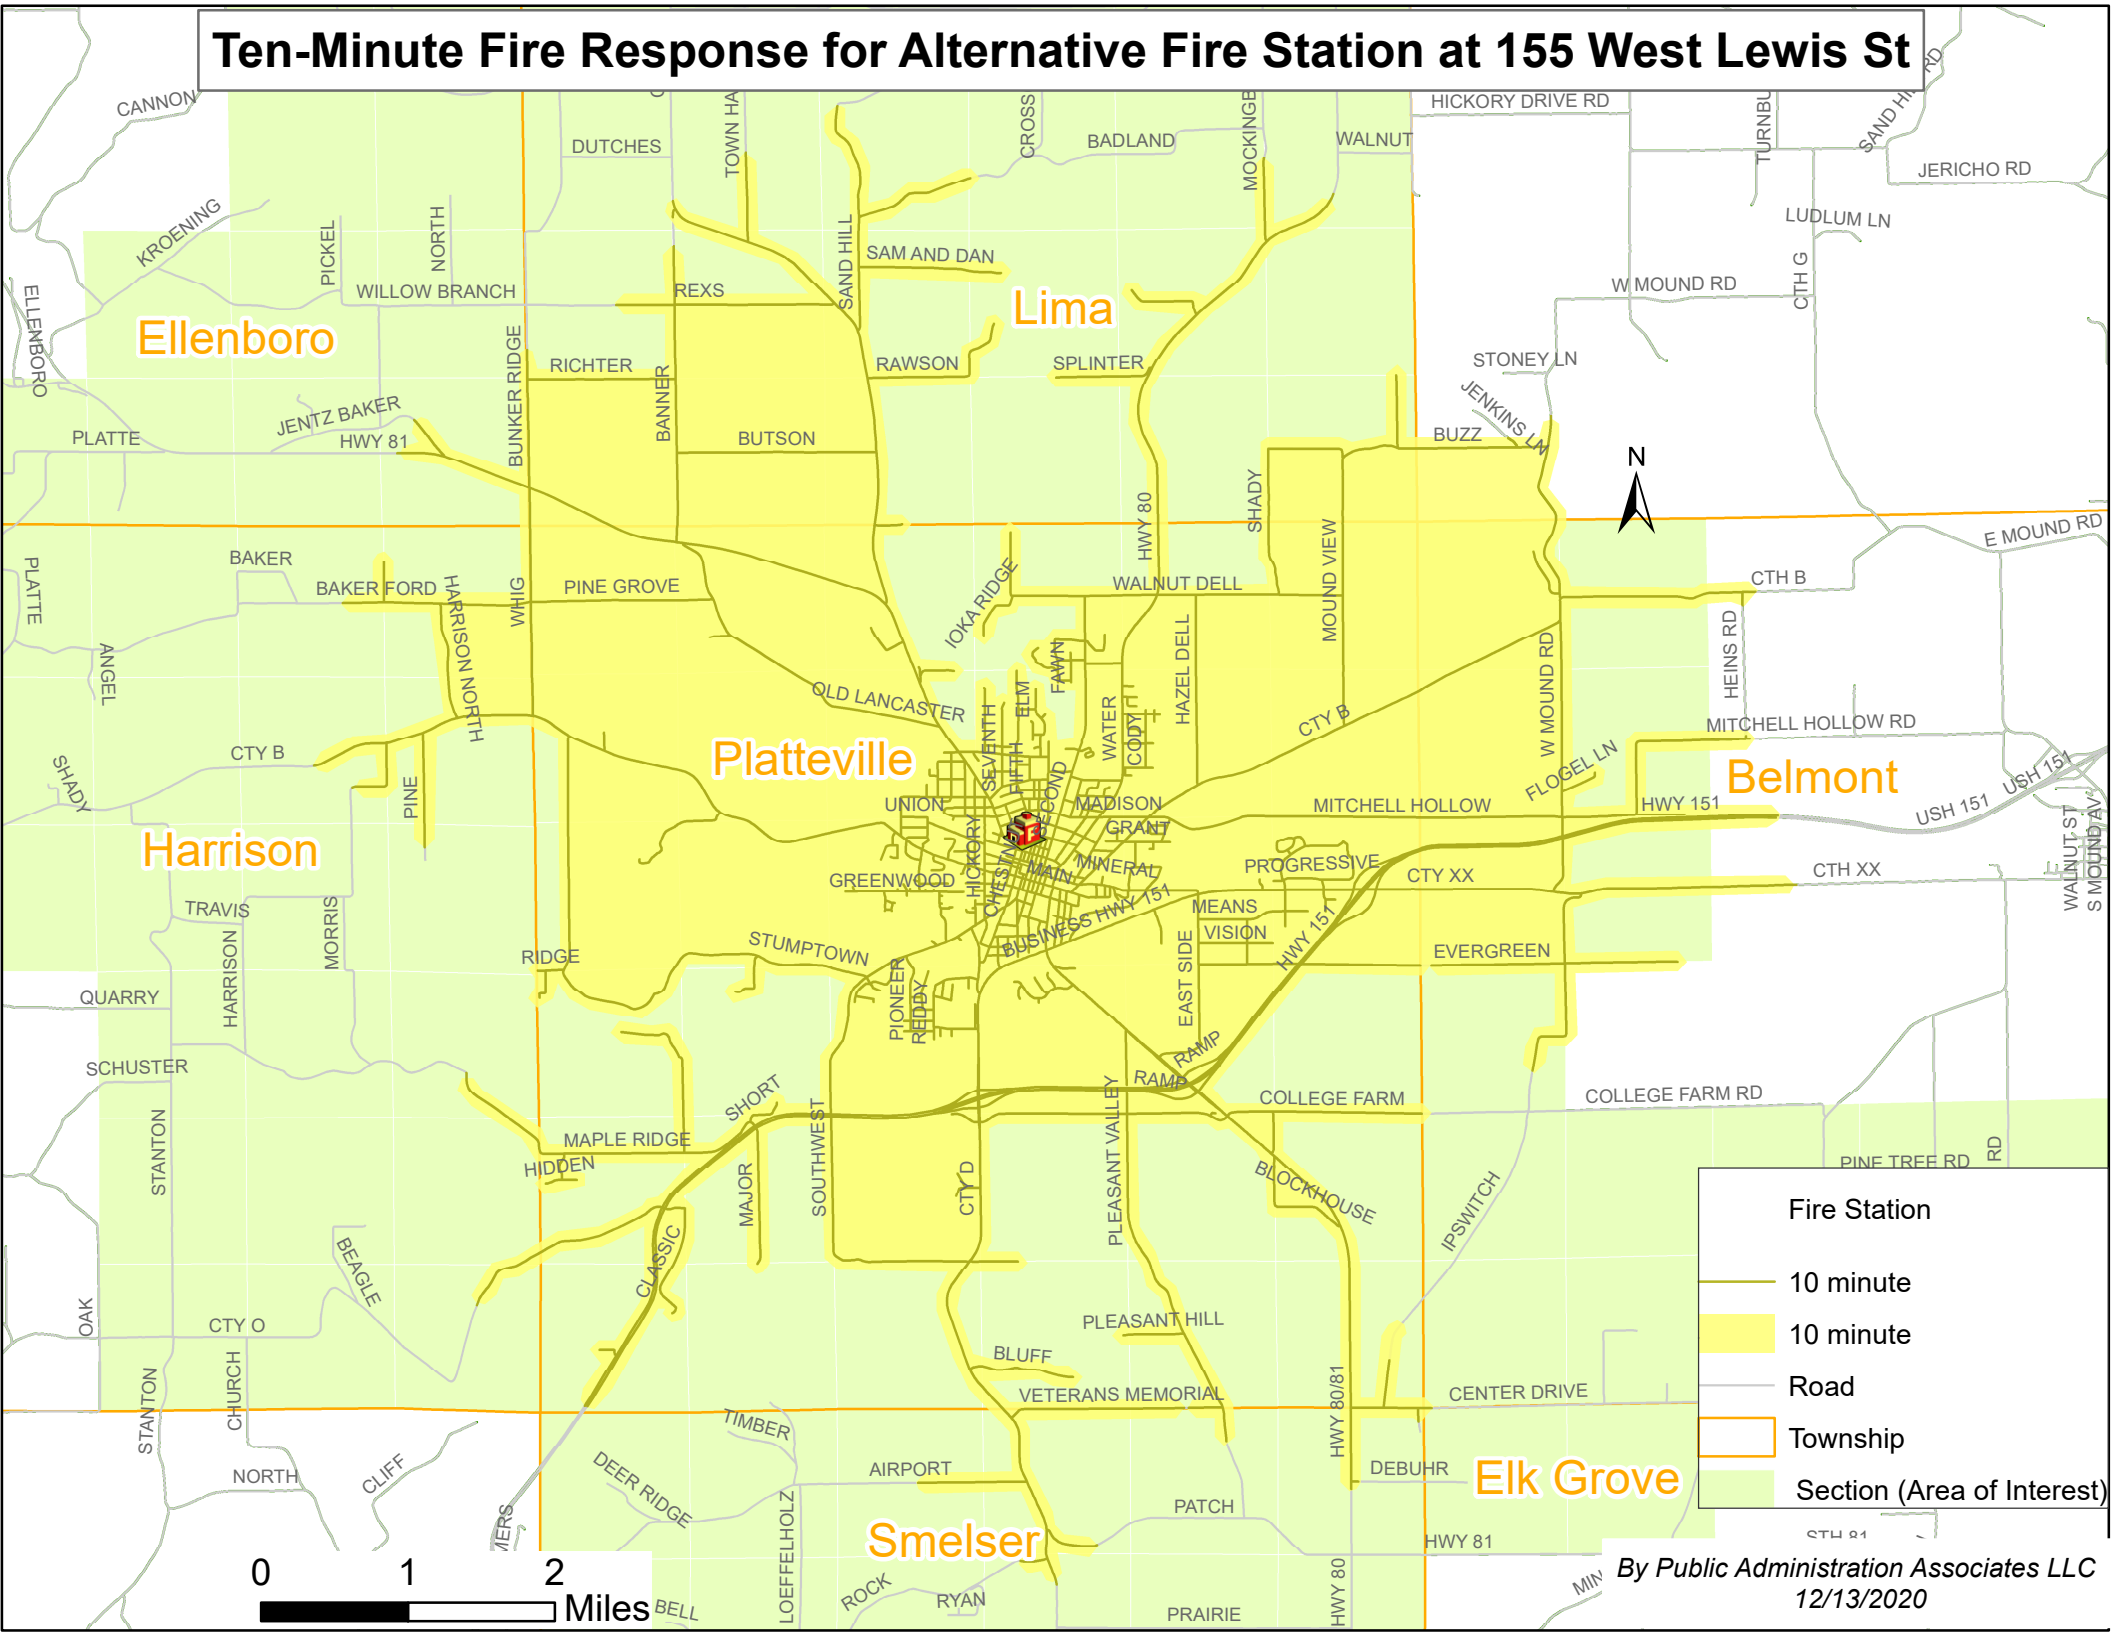 Ten-Minute Fire Response for Alternative Fire Station at 155 West Lewis St
CANNON
DUTCHES
TOWN HA
CROSS
BADLAND
MOCKINGB
WALNUT
HICKORY DRIVE RD
TURNBU
SAND HI
RD
JERICHO RD
LUDLUM LN
KROENING
PICKEL
NORTH
WILLOW BRANCH
REXS
SAND HILL
SAM AND DAN
Lima
W MOUND RD
CTH G
ELLENBORO
Ellenboro
BUNKER RIDGE
RICHTER
BANNER
RAWSON
SPLINTER
STONEY LN
JENKINS LN
JENTZ BAKER
PLATTE
HWY 81
BUTSON
BUZZ
N
SHADY
HWY 80
MOUND VIEW
E MOUND RD
PLATTE
BAKER
BAKER FORD
HARRISON NORTH
WHIG
PINE GROVE
IOKA RIDGE
WALNUT DELL
CTH B
HEINS RD
ANGEL
FAWN
ELM
HAZEL DELL
W MOUND RD
OLD LANCASTER
SEVENTH
FIFTH
WATER
CODY
CTY B
MITCHELL HOLLOW RD
CTY B
SHADY
Platteville
SECOND
FLOGEL LN
Belmont
USH 151
USH 151
PINE
UNION
MADISON
GRANT
MITCHELL HOLLOW
HWY 151
WALNUT ST
S MOUND AV
E
Harrison
HICKORY
CHESTN
F
D
MAIN
MINERAL
PROGRESSIVE
CTY XX
CTH XX
GREENWOOD
TRAVIS
HARRISON
MORRIS
BUSINESS HWY 151
MEANS
VISION
HWY 151
RIDGE
STUMPTOWN
EVERGREEN
QUARRY
PIONEER
REDDY
EAST SIDE
SCHUSTER
RAMP
RAMP
SHORT
COLLEGE FARM
COLLEGE FARM RD
STANTON
MAPLE RIDGE
HIDDEN
SOUTHWEST
PLEASANT VALLEY
PINE TREE RD
RD
MAJOR
CTY D
BLOCKHOUSE
IPSWITCH
Fire Station
BEAGLE
CLASSIC
10 minute
OAK
CTY O
PLEASANT HILL
10 minute
BLUFF
STANTON
CHURCH
VETERANS MEMORIAL
HWY 80/81
CENTER DRIVE
Road
TIMBER
Township
NORTH
CLIFF
DEER RIDGE
AIRPORT
DEBUHR
Elk Grove
Section (Area of Interest)
MERS
LOEFFELHOLZ
PATCH
Smelser
HWY 81
STH 81
0 1 2
Miles
BELL
ROCK
RYAN
PRAIRIE
HWY 80
MIN
By Public Administration Associates LLC
12/13/2020